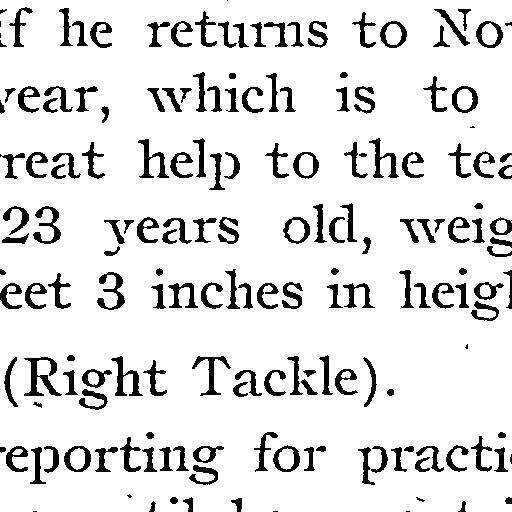 If he returns to No
year, which is to
great help to the tea
23 years old, weig
feet 3 inches in heigh
(Right Tackle).
reporting for practi